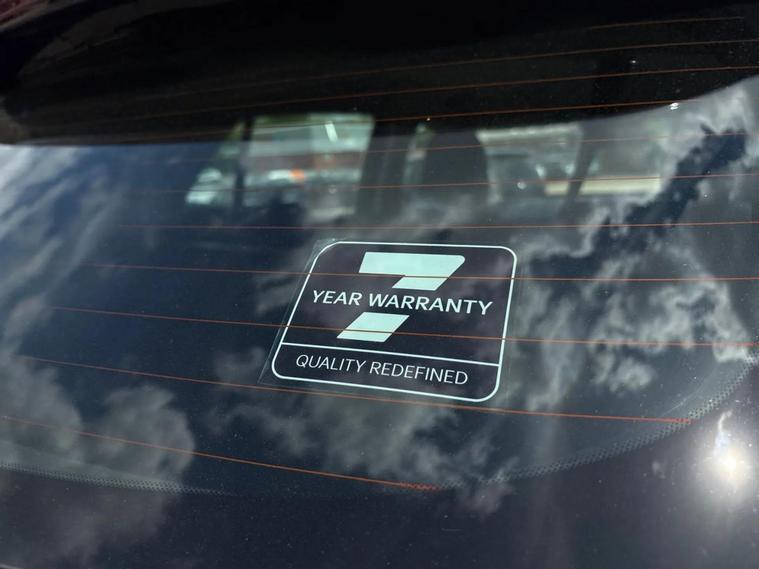 7
YEAR WARRANTY
QUALITY REDEFINED